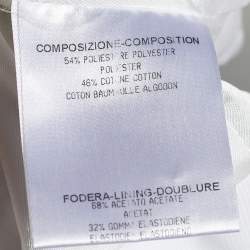 COMPOSIZIONE-COMPOSITION
54% POLIESTERE POLYESTER
POLYESTER
46% COTONE COTTON
COTON BAUMWOLLE ALGODON
FODERA-LINING-DOUBLURE
68% ACETATO ACETATE
ACETAT
32% GOMMA ELASTODIENE
ELASTODIENE